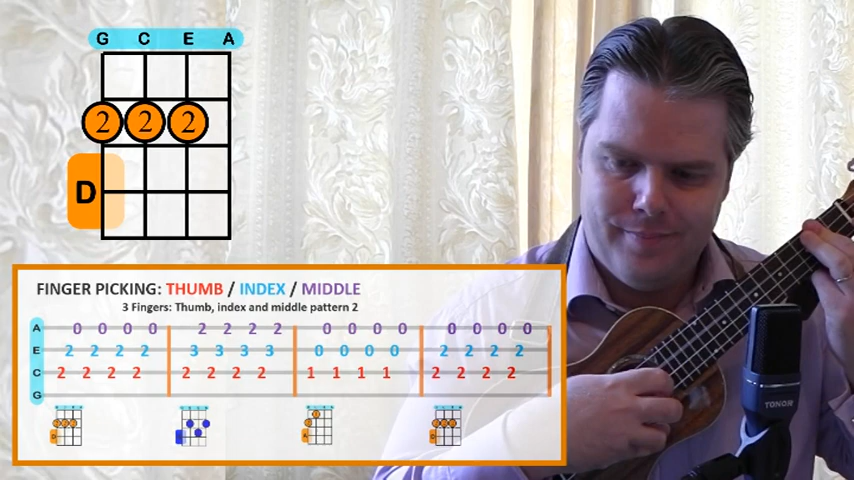 G C E A
2 2 2
D
FINGER PICKING: THUMB / INDEX / MIDDLE
3 Fingers: Thumb, index and middle pattern 2
A 0 0 0 0 2 2 2 2 0 0 0 0 0 0 0 0
E 2 2 2 2 3 3 3 3 0 0 0 0 2 2 2 2
C 2 2 2 2 2 2 2 2 1 1 1 1 2 2 2 2
G
TONOR